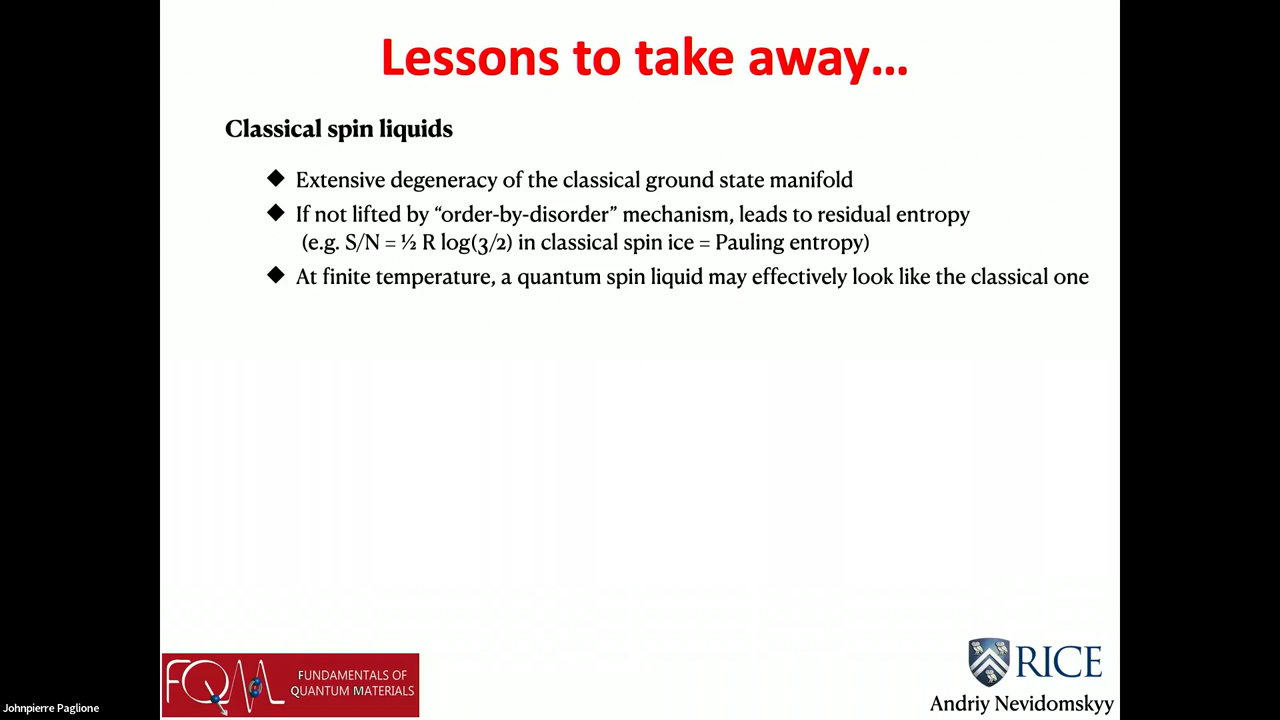 Lessons to take away...
Classical spin liquids
◆ Extensive degeneracy of the classical ground state manifold
◆ If not lifted by “order-by-disorder” mechanism, leads to residual entropy
(e.g. S/N = ½ R log(3/2) in classical spin ice = Pauling entropy)
◆ At finite temperature, a quantum spin liquid may effectively look like the classical one
FQM
FUNDAMENTALS OF
QUANTUM MATERIALS
RICE
Andriy Nevidomskyy
Johnpierre Paglione